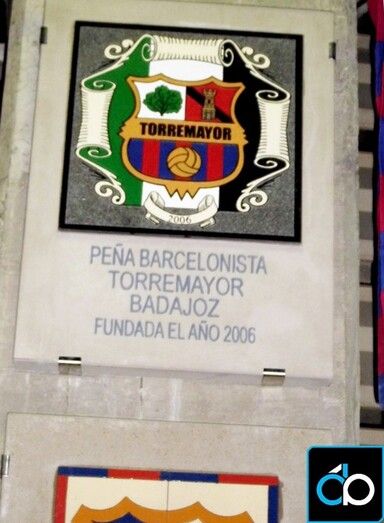 TORREMAYOR
2006
PEÑA BARCELONISTA
TORREMAYOR
BADAJOZ
FUNDADA EL AÑO 2006